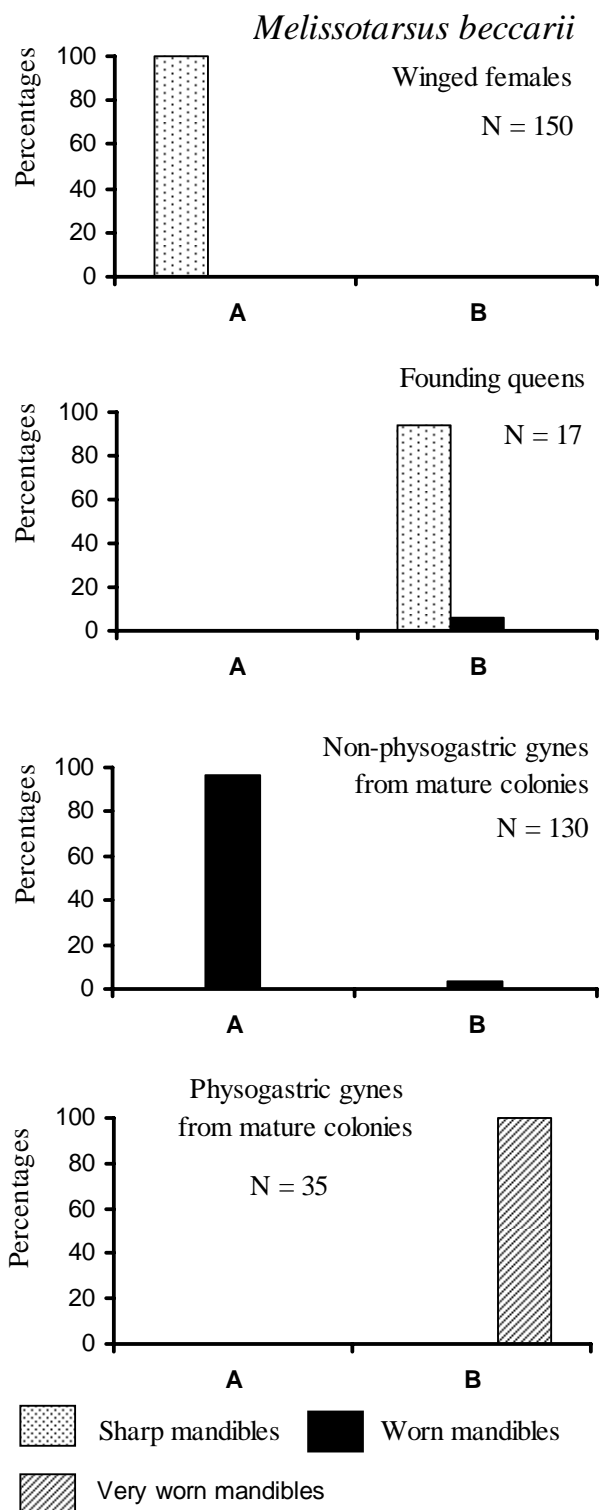 Melissotarsus beccarii
Winged females
N = 150
Percentages
100
80
60
40
20
0
A B
Founding queens
N = 17
Percentages
100
80
60
40
20
0
A B
Non-physogastric gynes
from mature colonies
N = 130
Percentages
100
80
60
40
20
0
A B
Physogastric gynes
from mature colonies
N = 35
Percentages
100
80
60
40
20
0
A B
Sharp mandibles Worn mandibles
Very worn mandibles